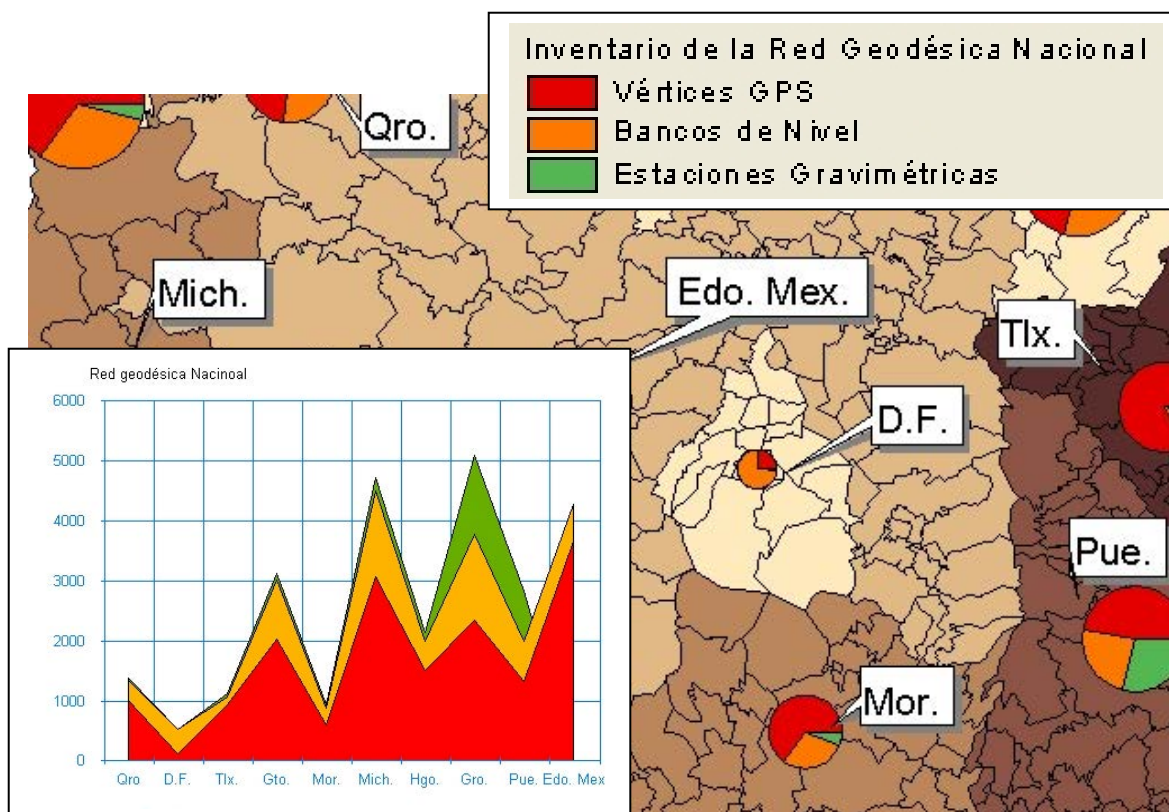 Inventario de la Red Geodésica Nacional
Vértices GPS
Bancos de Nivel
Estaciones Gravimétricas
Qro.
Mich.
Edo. Mex.
Tlx.
D.F.
Pue.
Mor.
Red geodésica Nacinoal
6000
5000
4000
3000
2000
1000
0
Qro D.F. Tlx. Gto. Mor. Mich. Hgo. Gro. Pue. Edo. Mex